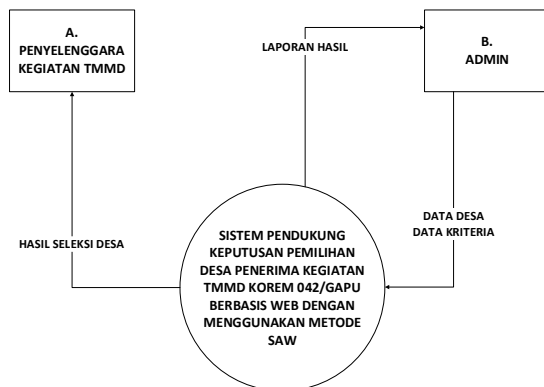 A.
PENYELENGGARA
KEGIATAN TMMD
LAPORAN HASIL
B.
ADMIN
HASIL SELEKSI DESA
SISTEM PENDUKUNG
KEPUTUSAN PEMILIHAN
DESA PENERIMA KEGIATAN
TMMD KOREM 042/GAPU
BERBASIS WEB DENGAN
MENGGUNAKAN METODE
SAW
DATA DESA
DATA KRITERIA